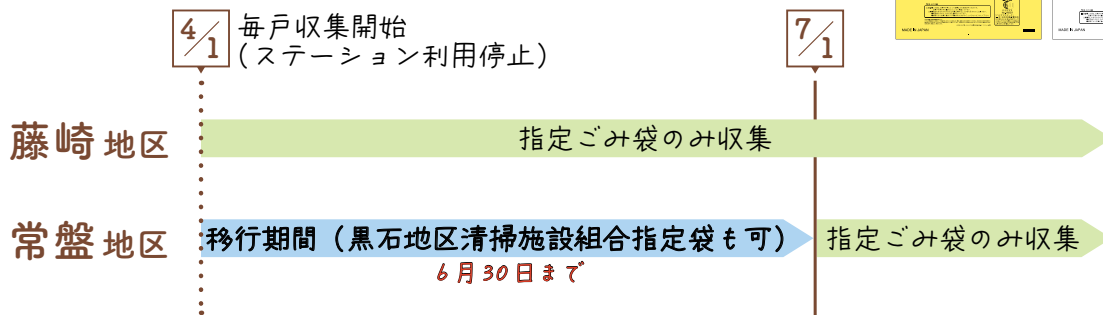 4/1 毎戸収集開始
(ステーション利用停止)
7/1
MADE IN JAPAN
MADE IN JAPAN
藤崎地区
指定ごみ袋のみ収集
常盤地区
移行期間(黒石地区清掃施設組合指定袋も可)
指定ごみ袋のみ収集
6月30日まで